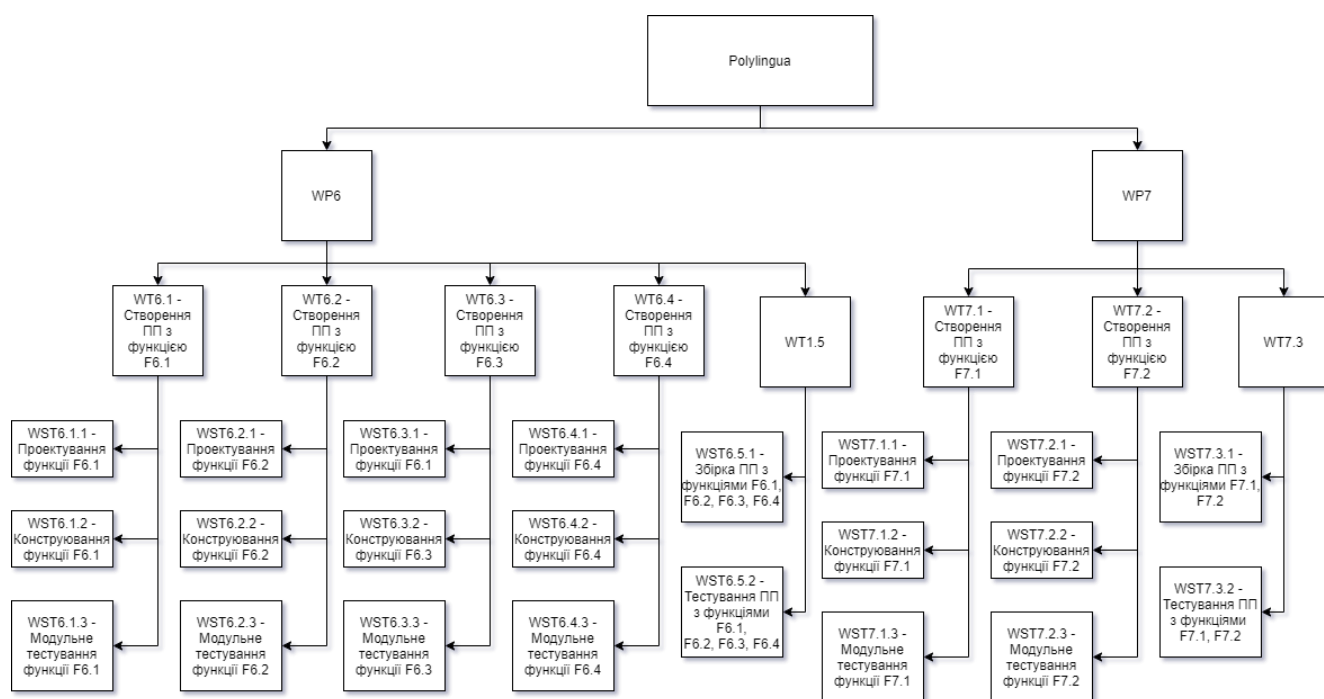 Polylingua
WP6
WP7
WT6.1 -
Створення
ПП з
функцією
F6.1
WT6.2 -
Створення
ПП з
функцією
F6.2
WT6.3 -
Створення
ПП з
функцією
F6.3
WT6.4 -
Створення
ПП з
функцією
F6.4
WT1.5
WT7.1 -
Створення
ПП з
функцією
F7.1
WT7.2 -
Створення
ПП з
функцією
F7.2
WT7.3
WST6.1.1 -
Проектування
функції F6.1
WST6.2.1 -
Проектування
функції F6.2
WST6.3.1 -
Проектування
функції F6.1
WST6.4.1 -
Проектування
функції F6.4
WST6.5.1 -
Збірка ПП з
функціями F6.1,
F6.2, F6.3, F6.4
WST7.1.1 -
Проектування
функції F7.1
WST7.2.1 -
Проектування
функції F7.2
WST7.3.1 -
Збірка ПП з
функціями F7.1,
F7.2
WST6.1.2 -
Конструювання
функції F6.1
WST6.2.2 -
Конструювання
функції F6.2
WST6.3.2 -
Конструювання
функції F6.3
WST6.4.2 -
Конструювання
функції F6.4
WST7.1.2 -
Конструювання
функції F7.1
WST7.2.2 -
Конструювання
функції F7.2
WST6.5.2 -
Тестування ПП
з функціями
F6.1,
F6.2, F6.3, F6.4
WST7.3.2 -
Тестування ПП
з функціями
F7.1, F7.2
WST6.1.3 -
Модульне
тестування
функції F6.1
WST6.2.3 -
Модульне
тестування
функції F6.2
WST6.3.3 -
Модульне
тестування
функції F6.3
WST6.4.3 -
Модульне
тестування
функції F6.4
WST7.1.3 -
Модульне
тестування
функції F7.1
WST7.2.3 -
Модульне
тестування
функції F7.2